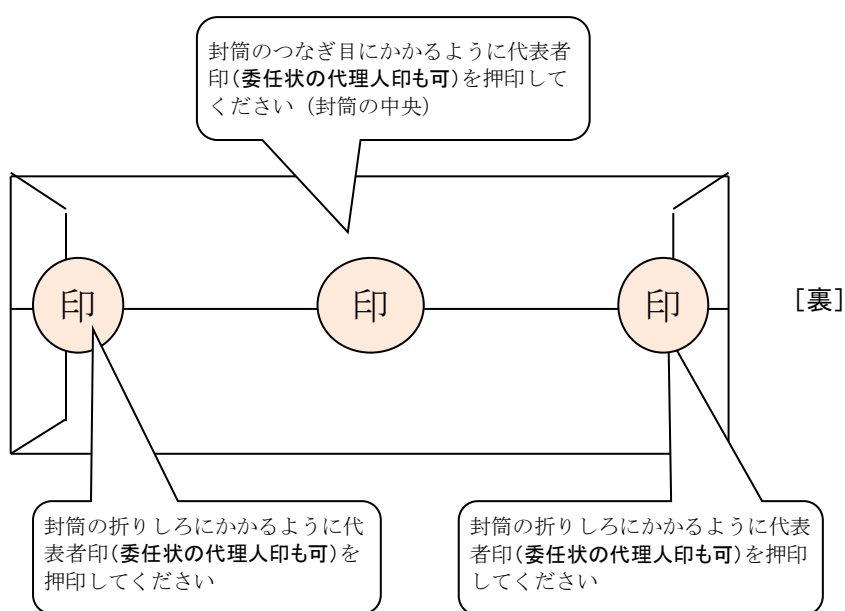 封筒のつなぎ目にかかるように代表者
印(委任状の代理人印も可)を押印して
ください（封筒の中央）
印
印
印
［裏］
封筒の折りしろにかかるように代
表者印(委任状の代理人印も可)を
押印してください
封筒の折りしろにかかるように代表
者印(委任状の代理人印も可)を押印
してください